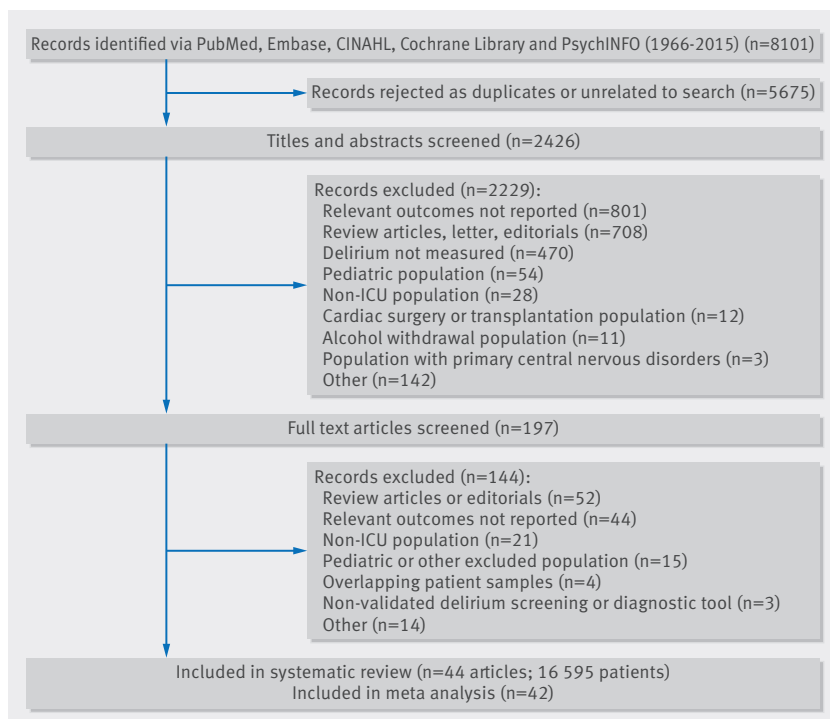 Records identified via PubMed, Embase, CINAHL, Cochrane Library and PsychINFO (1966-2015) (n=8101)
Records rejected as duplicates or unrelated to search (n=5675)
Titles and abstracts screened (n=2426)
Records excluded (n=2229):
Relevant outcomes not reported (n=801)
Review articles, letter, editorials (n=708)
Delirium not measured (n=470)
Pediatric population (n=54)
Non-ICU population (n=28)
Cardiac surgery or transplantation population (n=12)
Alcohol withdrawal population (n=11)
Population with primary central nervous disorders (n=3)
Other (n=142)
Full text articles screened (n=197)
Records excluded (n=144):
Review articles or editorials (n=52)
Relevant outcomes not reported (n=44)
Non-ICU population (n=21)
Pediatric or other excluded population (n=15)
Overlapping patient samples (n=4)
Non-validated delirium screening or diagnostic tool (n=3)
Other (n=14)
Included in systematic review (n=44 articles; 16 595 patients)
Included in meta analysis (n=42)